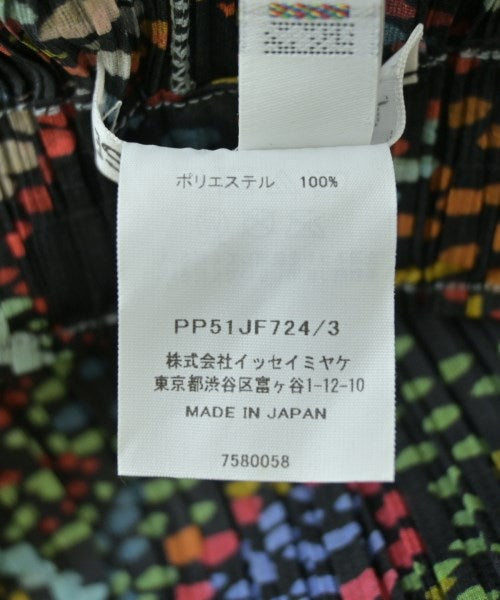 ポリエステル 100%
PP51JF724/3
株式会社イッセイミヤケ
東京都渋谷区富ヶ谷1-12-10
MADE IN JAPAN
7580058